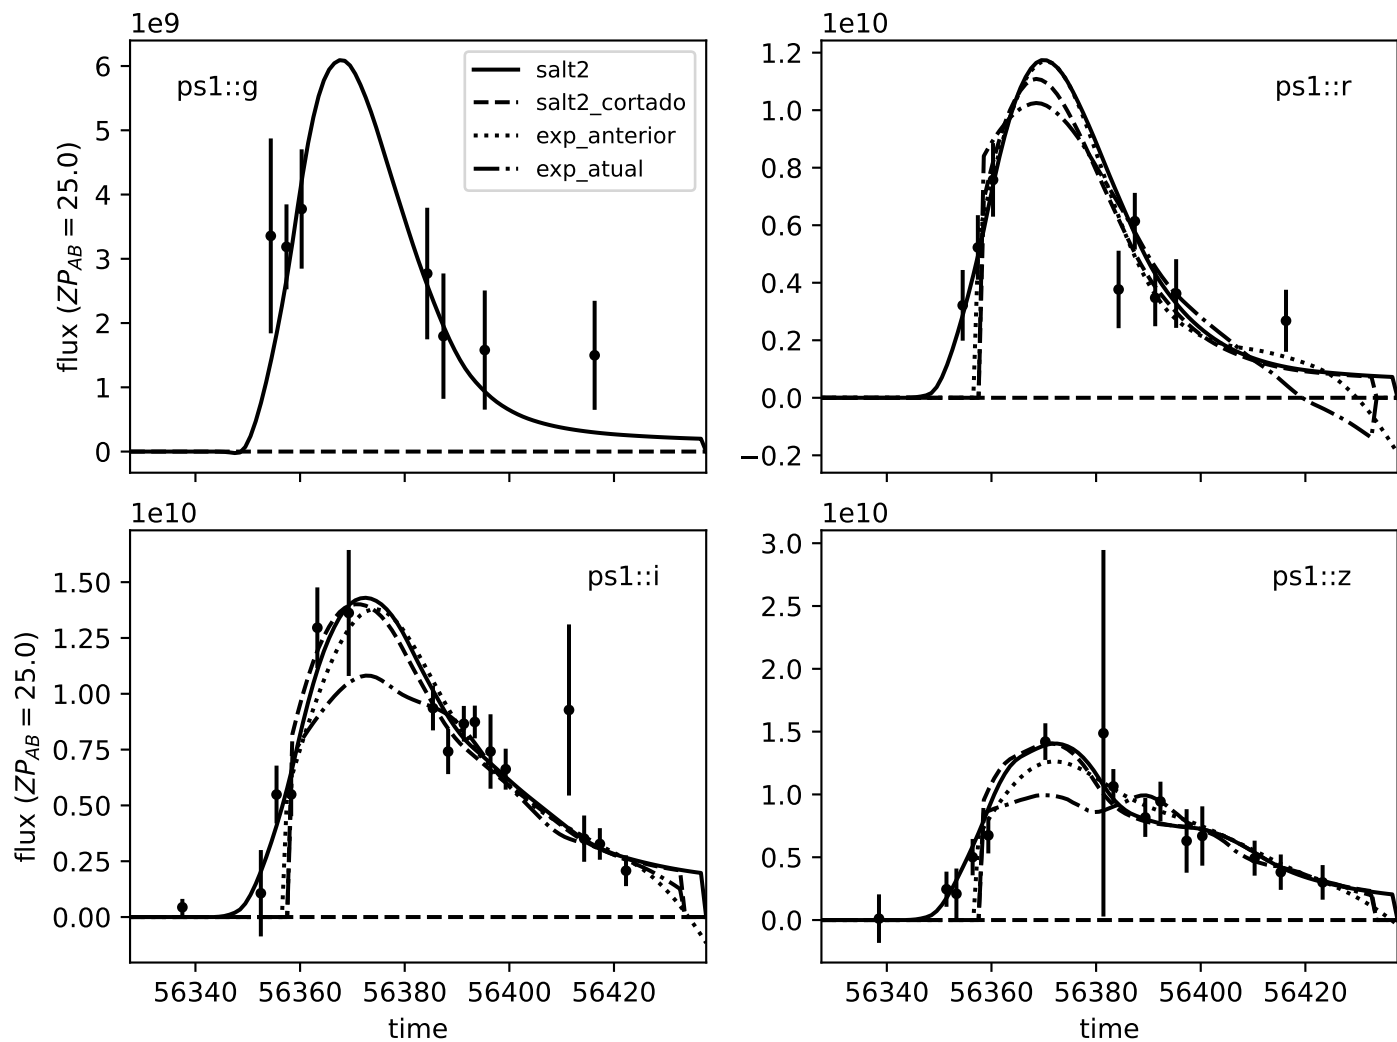 1e9
6
5
4
3
2
1
0
flux (ZP_AB = 25.0)
ps1::g
salt2
salt2_cortado
exp_anterior
exp_atual
1e10
1.2
1.0
0.8
0.6
0.4
0.2
0.0
−0.2
ps1::r
1e10
1.50
1.25
1.00
0.75
0.50
0.25
0.00
flux (ZP_AB = 25.0)
ps1::i
56340 56360 56380 56400 56420
time
1e10
3.0
2.5
2.0
1.5
1.0
0.5
0.0
ps1::z
56340 56360 56380 56400 56420
time